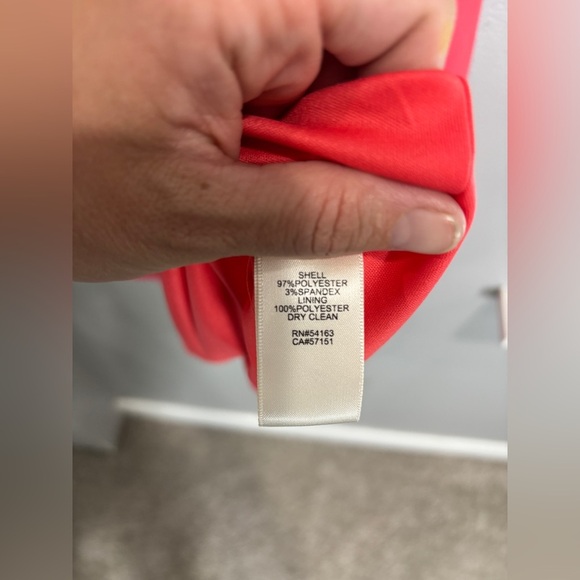 SHELL
97%POLYESTER
3%SPANDEX
LINING
100%POLYESTER
DRY CLEAN
RN#54163
CA#57151